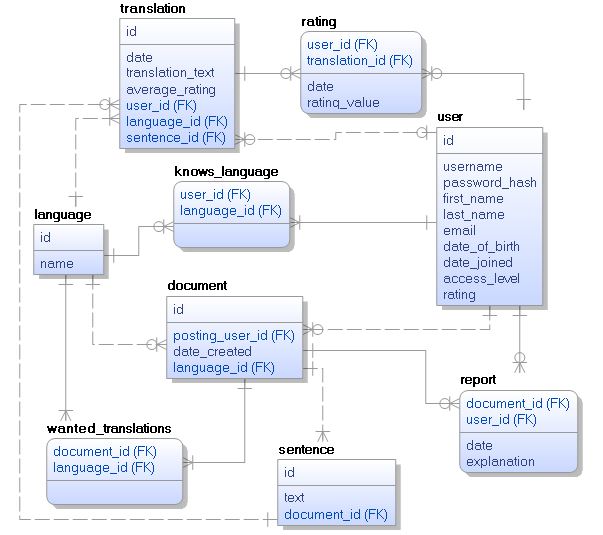 translation
id
date
translation_text
average_rating
user_id (FK)
language_id (FK)
sentence_id (FK)
rating
user_id (FK)
translation_id (FK)
date
rating_value
user
id
username
password_hash
first_name
last_name
email
date_of_birth
date_joined
access_level
rating
knows_language
user_id (FK)
language_id (FK)
language
id
name
document
id
posting_user_id (FK)
date_created
language_id (FK)
report
document_id (FK)
user_id (FK)
date
explanation
wanted_translations
document_id (FK)
language_id (FK)
sentence
id
text
document_id (FK)